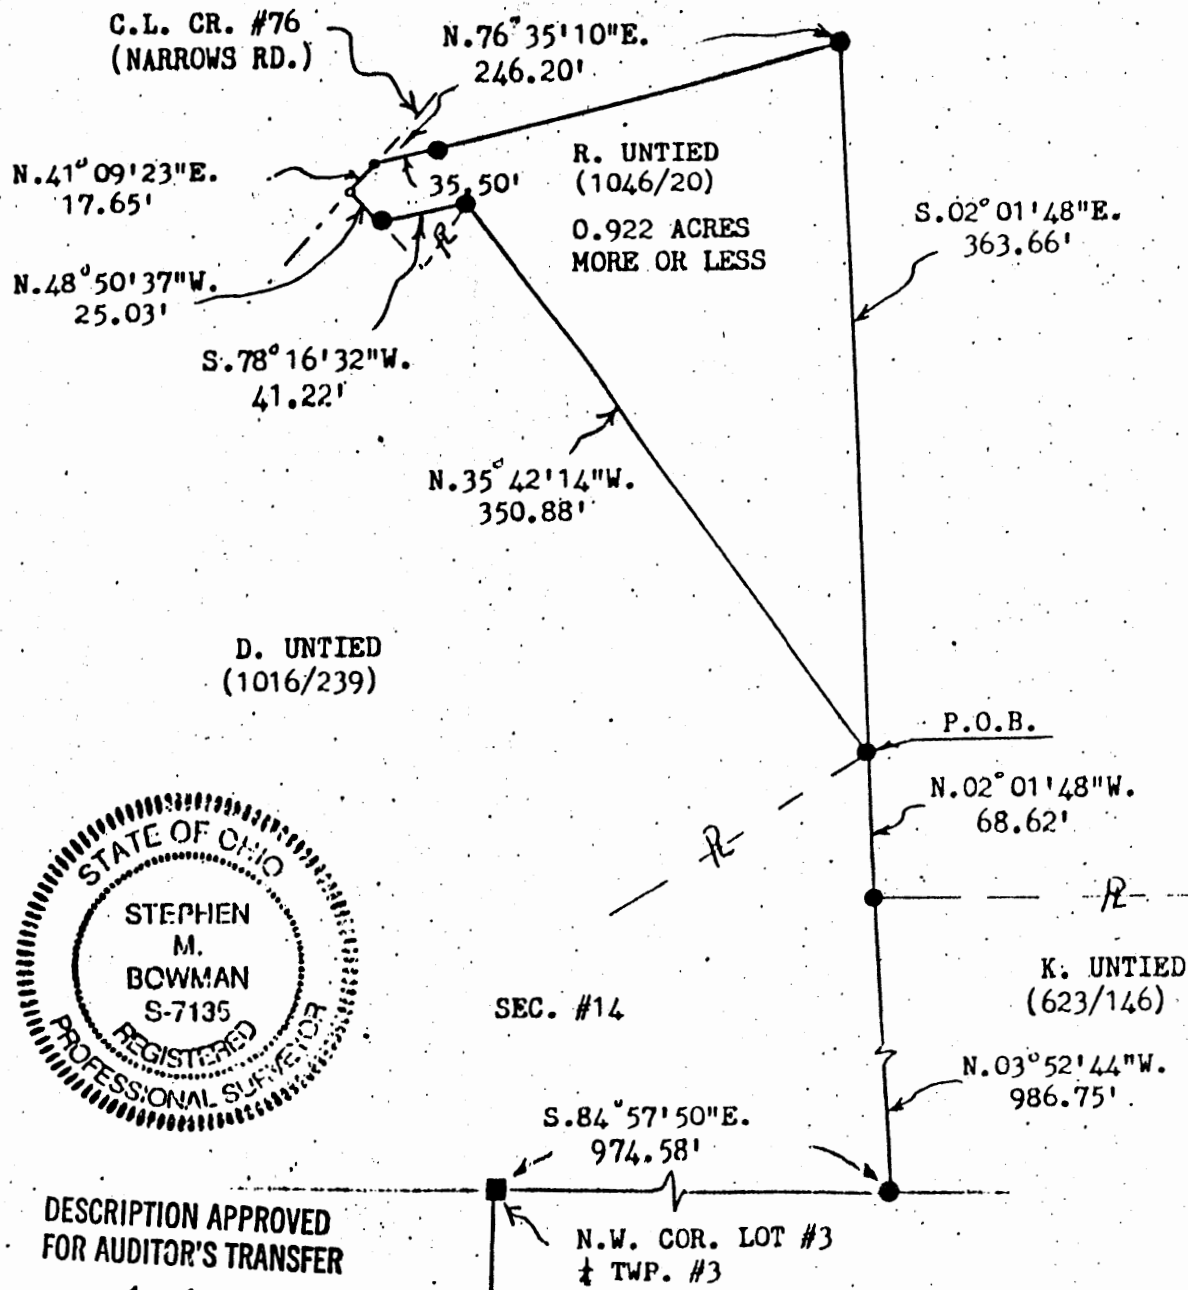 C.L. CR. #76
(NARROWS RD.)
N.76°35'10"E.
246.20'
N.41°09'23"E.
17.65'
35.50'
R. UNTIED
(1046/20)
0.922 ACRES
MORE OR LESS
S.02°01'48"E.
363.66'
N.48°50'37"W.
25.03'
S.78°16'32"W.
41.22'
N.35°42'14"W.
350.88'
D. UNTIED
(1016/239)
P.O.B.
N.02°01'48"W.
68.62'
STATE OF OHIO
STEPHEN
M.
BOWMAN
S-7135
REGISTERED
PROFESSIONAL SURVEYOR
K. UNTIED
(623/146)
SEC. #14
N.03°52'44"W.
986.75'
S.84°57'50"E.
974.58'
N.W. COR. LOT #3
¼ TWP. #3
DESCRIPTION APPROVED
FOR AUDITOR'S TRANSFER